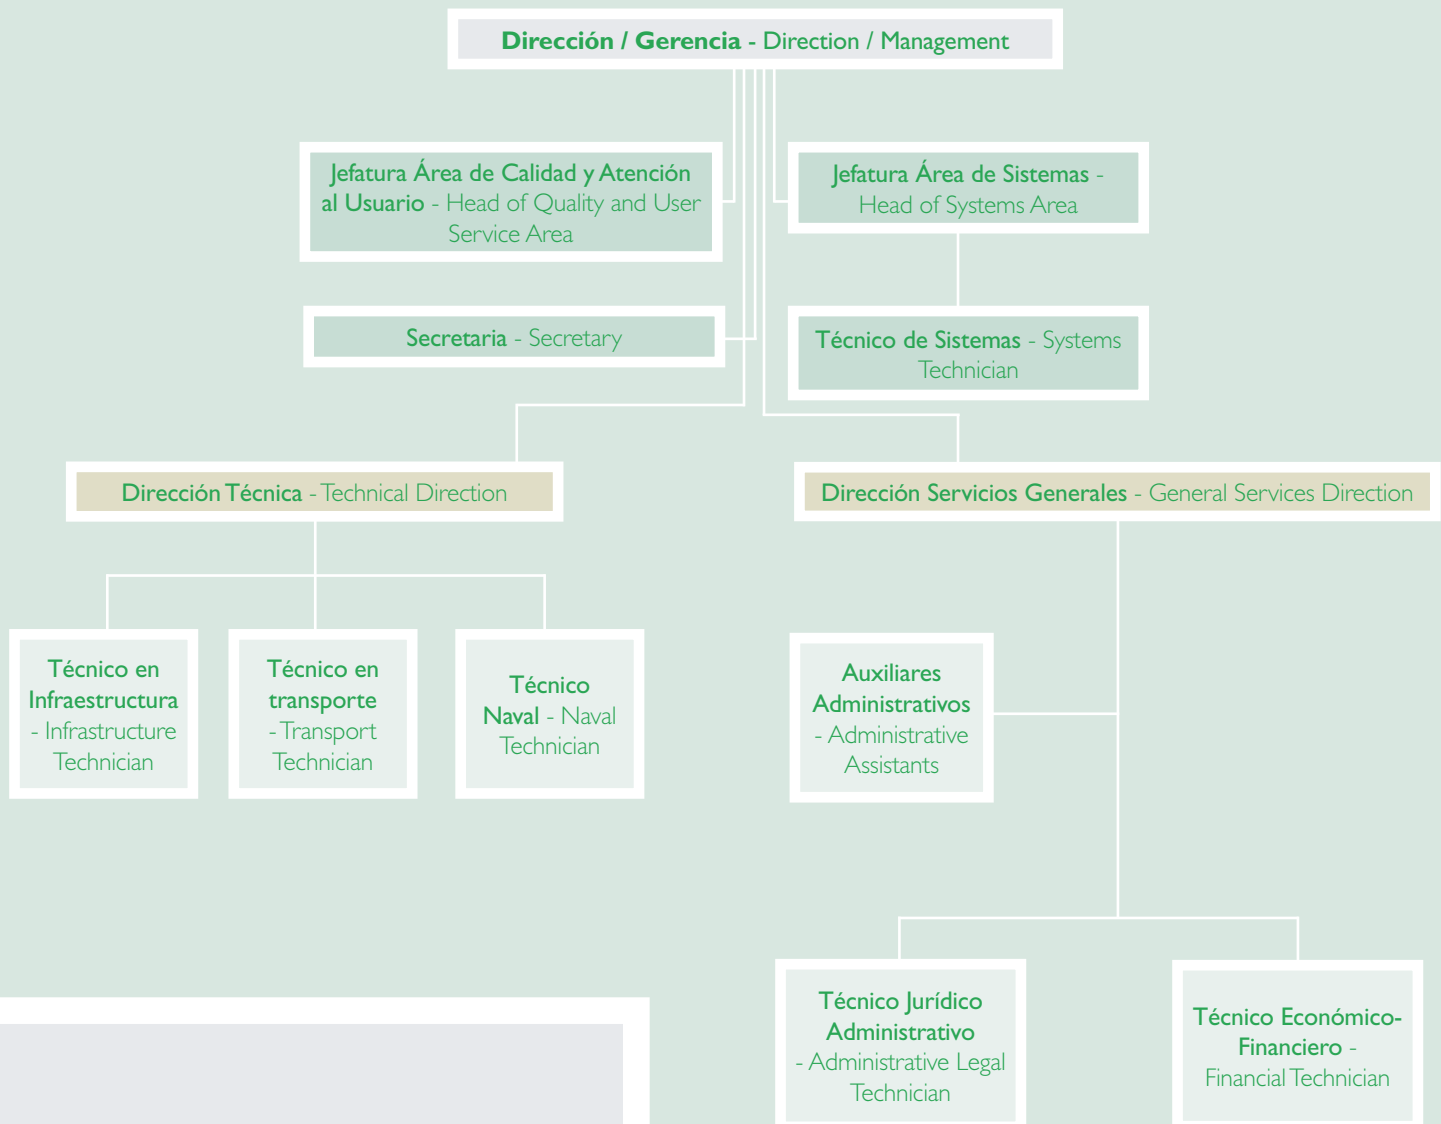 Dirección / Gerencia - Direction / Management
Jefatura Área de Calidad y Atención
al Usuario - Head of Quality and User
Service Area
Jefatura Área de Sistemas -
Head of Systems Area
Secretaria - Secretary
Técnico de Sistemas - Systems
Technician
Dirección Técnica - Technical Direction
Dirección Servicios Generales - General Services Direction
Técnico en
Infraestructura
- Infrastructure
Technician
Técnico en
transporte
- Transport
Technician
Técnico
Naval - Naval
Technician
Auxiliares
Administrativos
- Administrative
Assistants
Técnico Jurídico
Administrativo
- Administrative Legal
Technician
Técnico Económico-
Financiero -
Financial Technician